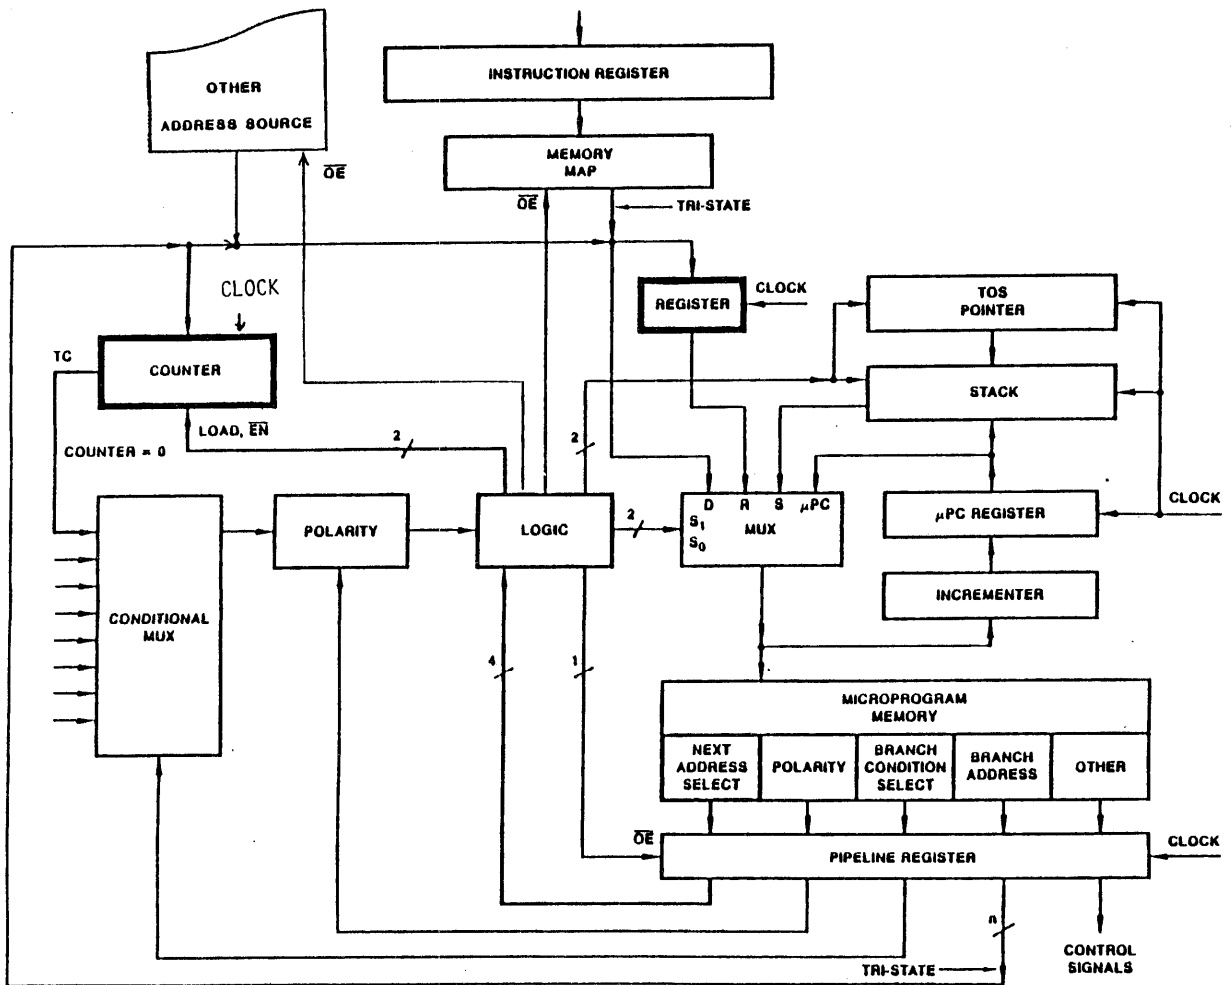 OTHER
ADDRESS SOURCE
INSTRUCTION REGISTER
MEMORY
MAP
OE
OE
TRI-STATE
CLOCK
REGISTER
CLOCK
TOS
POINTER
TC
COUNTER
STACK
LOAD, EN
2
2
COUNTER = 0
D
R
S
μPC
S1
S0
MUX
2
POLARITY
LOGIC
μPC REGISTER
CLOCK
INCREMENTER
CONDITIONAL
MUX
4
1
MICROPROGRAM
MEMORY
NEXT
ADDRESS
SELECT
POLARITY
BRANCH
CONDITION
SELECT
BRANCH
ADDRESS
OTHER
OE
PIPELINE REGISTER
CLOCK
n
TRI-STATE
CONTROL
SIGNALS